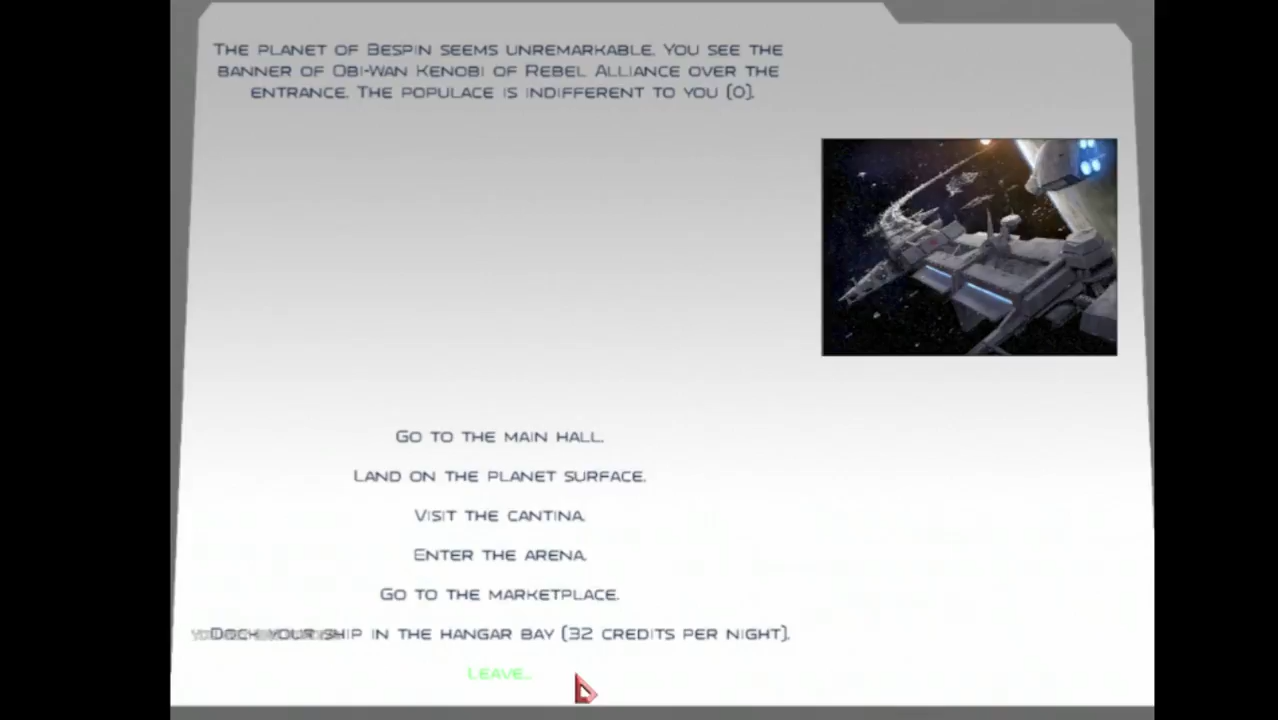 The planet of Bespin seems unremarkable. You see the
banner of Obi-Wan Kenobi of Rebel Alliance over the
entrance. The populace is indifferent to you (0).
Go to the main hall.
Land on the planet surface.
Visit the cantina.
Enter the arena.
Go to the marketplace.
Dock your ship in the hangar bay (32 credits per night).
Leave...